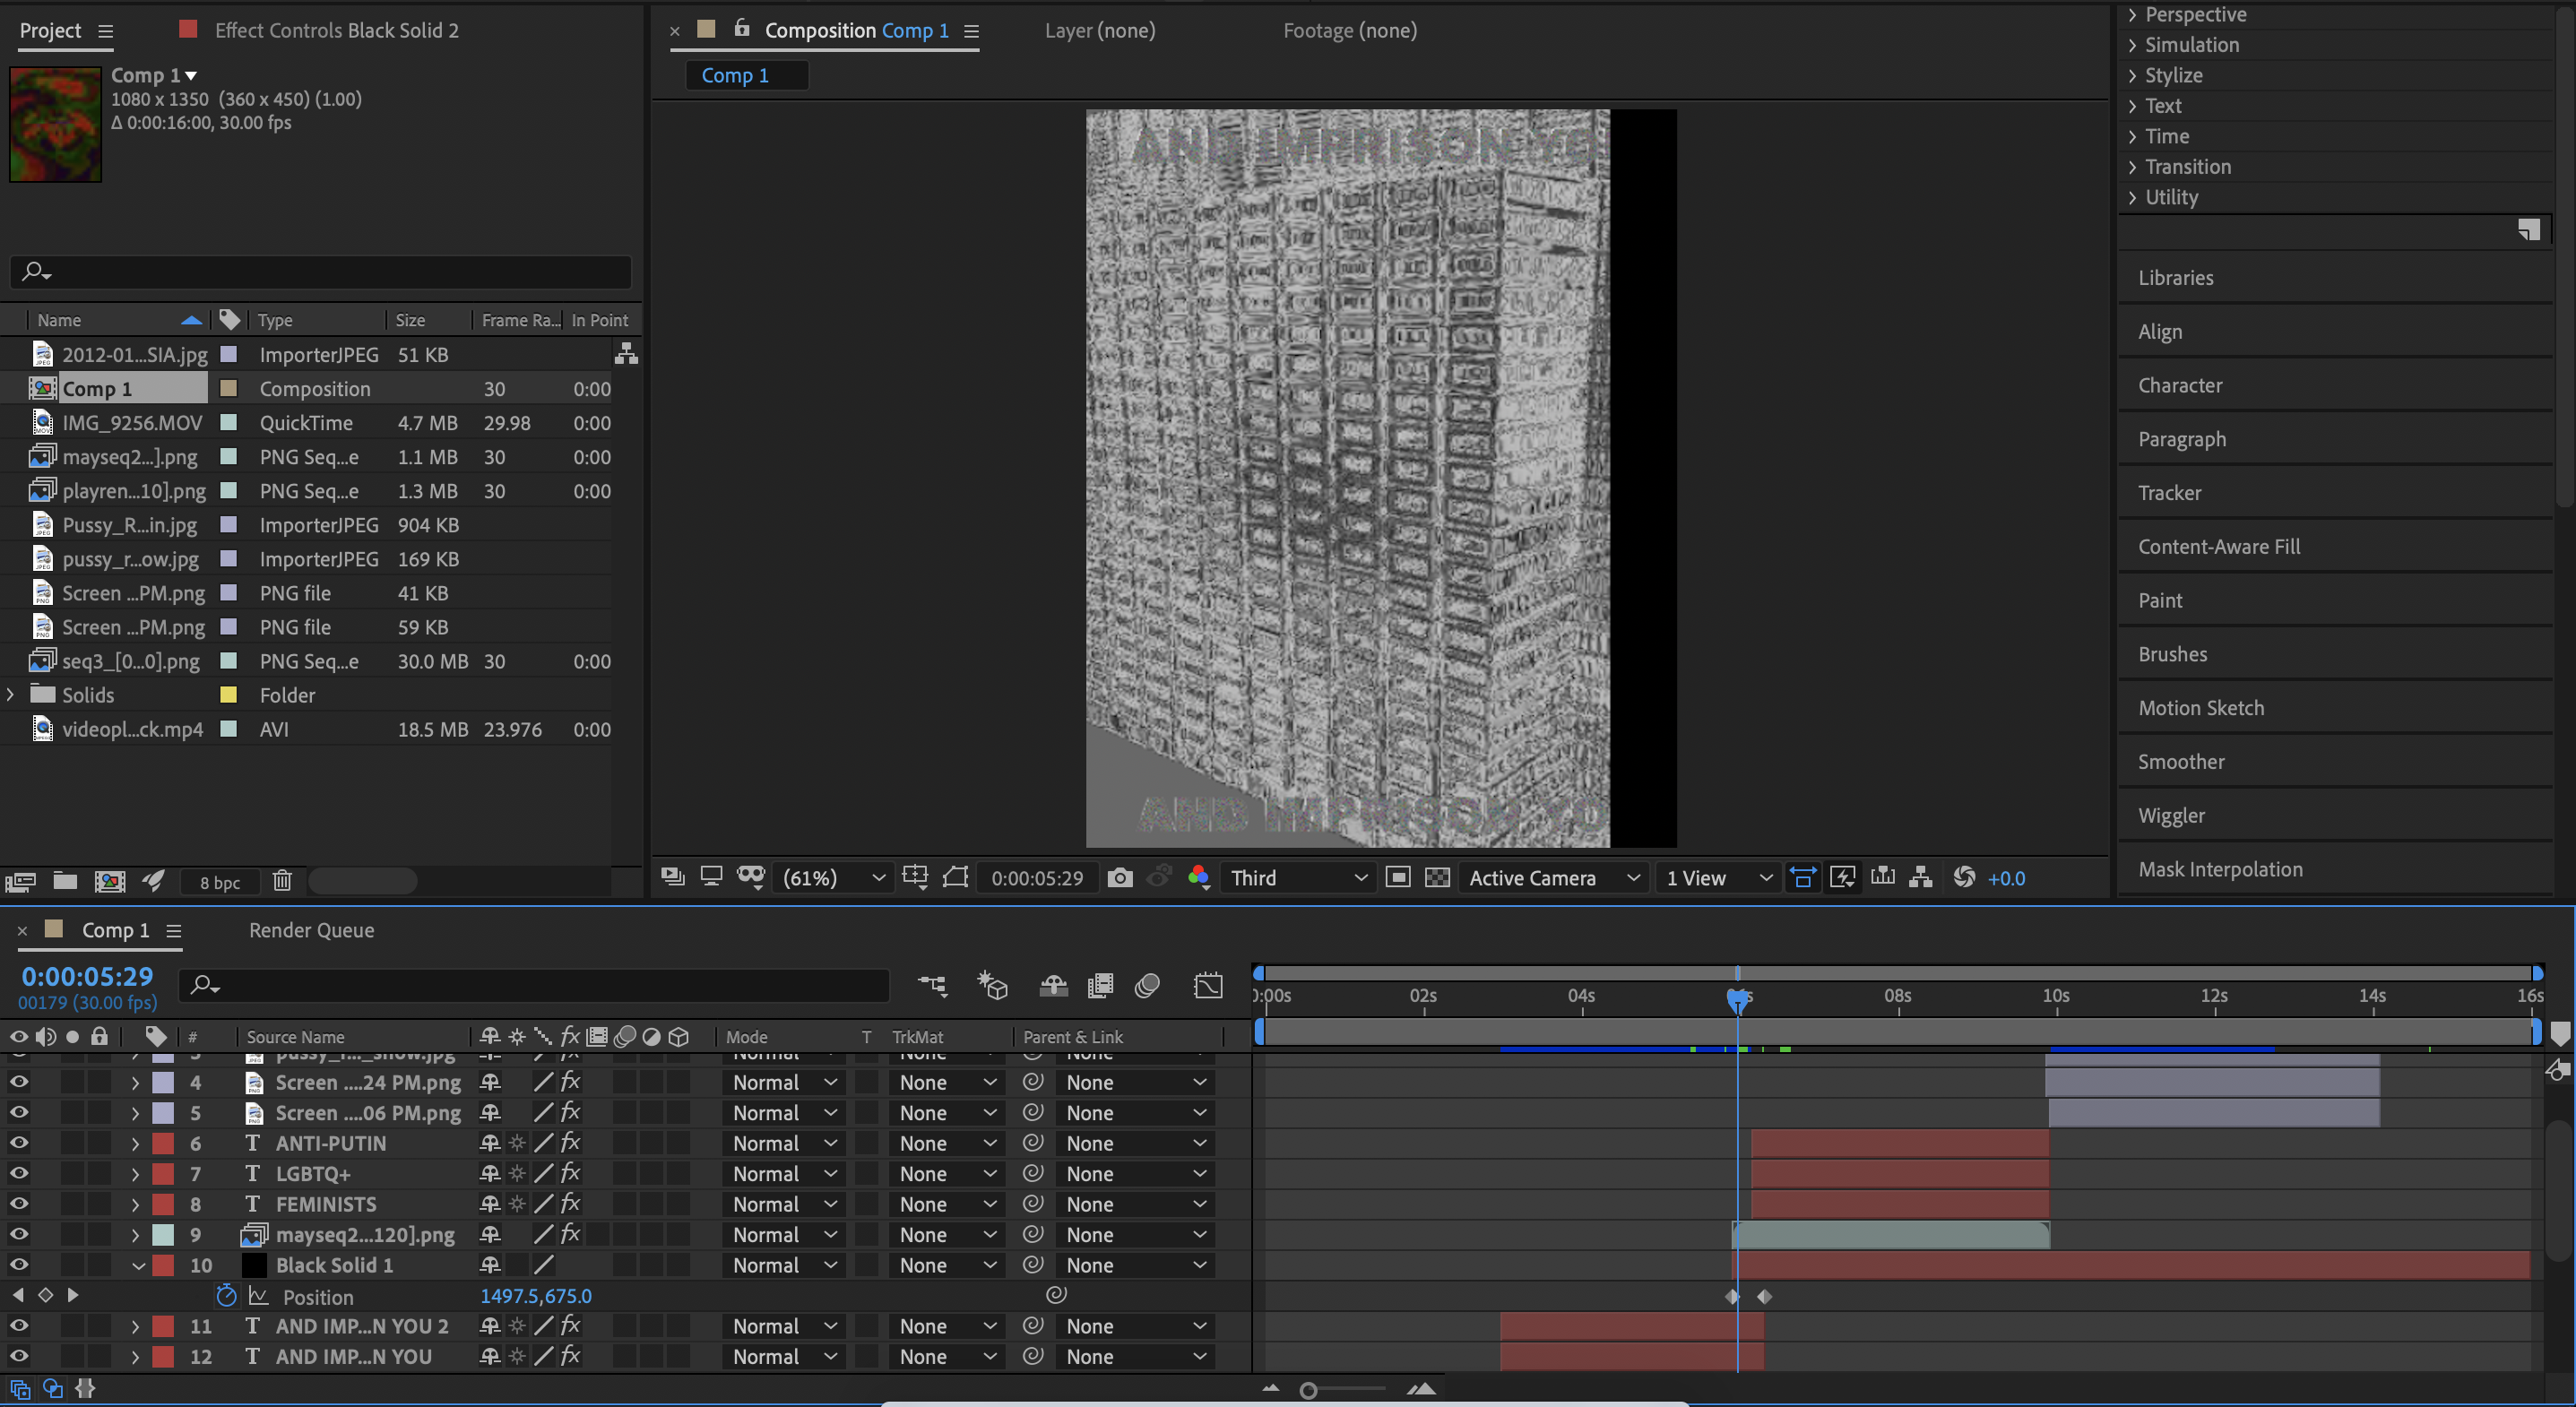 Project
Effect Controls Black Solid 2
Composition Comp 1
Layer (none)
Footage (none)
Comp 1
1080 x 1350 (360 x 450) (1.00)
Δ 0:00:16:00, 30.00 fps
Comp 1
AND IMPRISON YO
AND IMPRISON YO
Name Type Size Frame Ra... In Point
2012-01...SIA.jpg ImporterJPEG 51 KB
Comp 1 Composition 30 0:00
IMG_9256.MOV QuickTime 4.7 MB 29.98 0:00
mayseq2...].png PNG Seq...e 1.1 MB 30 0:00
playren...10].png PNG Seq...e 1.3 MB 30 0:00
Pussy_R...in.jpg ImporterJPEG 904 KB
pussy_r...ow.jpg ImporterJPEG 169 KB
Screen ...PM.png PNG file 41 KB
Screen ...PM.png PNG file 59 KB
seq3_[0...0].png PNG Seq...e 30.0 MB 30 0:00
Solids Folder
videopl...ck.mp4 AVI 18.5 MB 23.976 0:00
8 bpc
(61%) 0:00:05:29 Third Active Camera 1 View +0.0
Perspective
Simulation
Stylize
Text
Time
Transition
Utility
Libraries
Align
Character
Paragraph
Tracker
Content-Aware Fill
Paint
Brushes
Motion Sketch
Smoother
Wiggler
Mask Interpolation
Comp 1
Render Queue
0:00:05:29
00179 (30.00 fps)
02s 04s 08s 10s 12s 14s 16s
# Source Name fx Mode T TrkMat Parent & Link
4 Screen ....24 PM.png fx Normal None None
5 Screen ....06 PM.png fx Normal None None
6 T ANTI-PUTIN fx Normal None None
7 T LGBTQ+ fx Normal None None
8 T FEMINISTS fx Normal None None
9 mayseq2...120].png fx Normal None None
10 Black Solid 1 Normal None None
Position 1497.5,675.0
11 T AND IMP...N YOU 2 fx Normal None None
12 T AND IMP...N YOU fx Normal None None